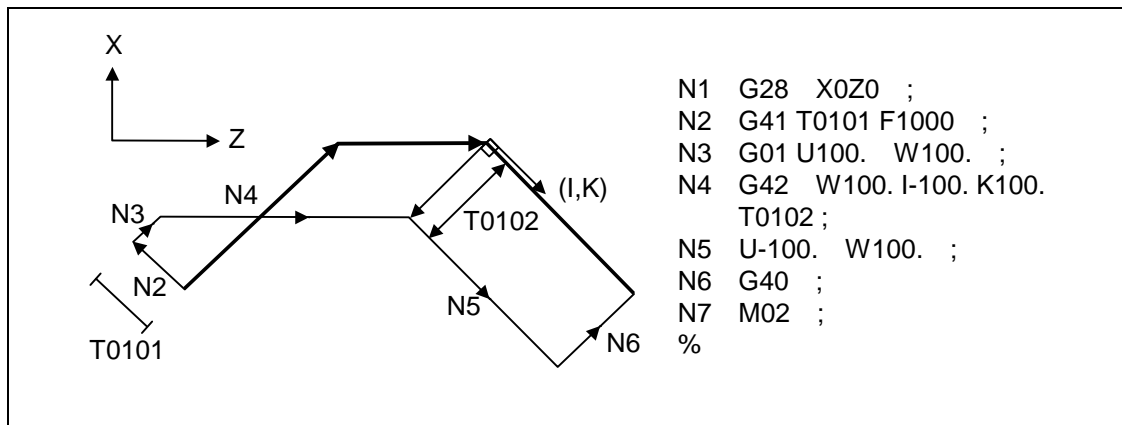 X
Z
N4
N3
N2
T0101
(I,K)
T0102
N5
N6
N1 G28 X0Z0 ;
N2 G41 T0101 F1000 ;
N3 G01 U100. W100. ;
N4 G42 W100. I-100. K100.
T0102 ;
N5 U-100. W100. ;
N6 G40 ;
N7 M02 ;
%